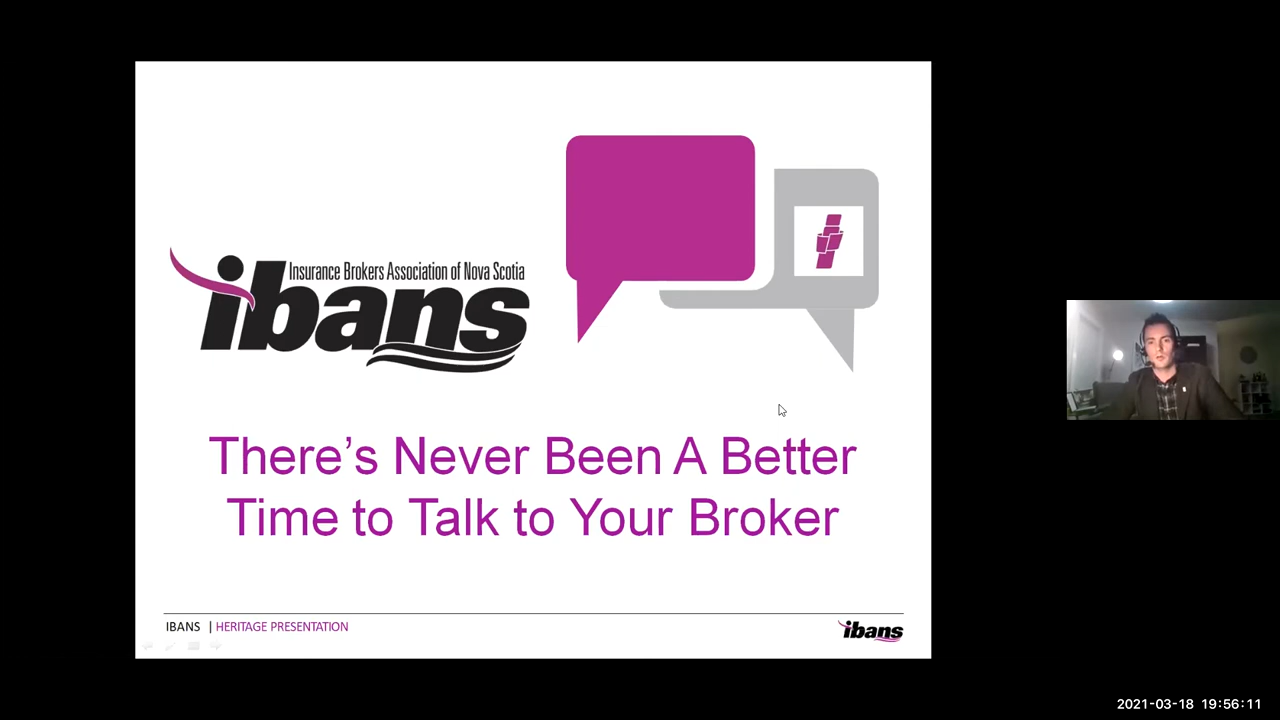 Insurance Brokers Association of Nova Scotia
ibans
There's Never Been A Better
Time to Talk to Your Broker
IBANS | HERITAGE PRESENTATION
ibans
2021-03-18 19:56:11